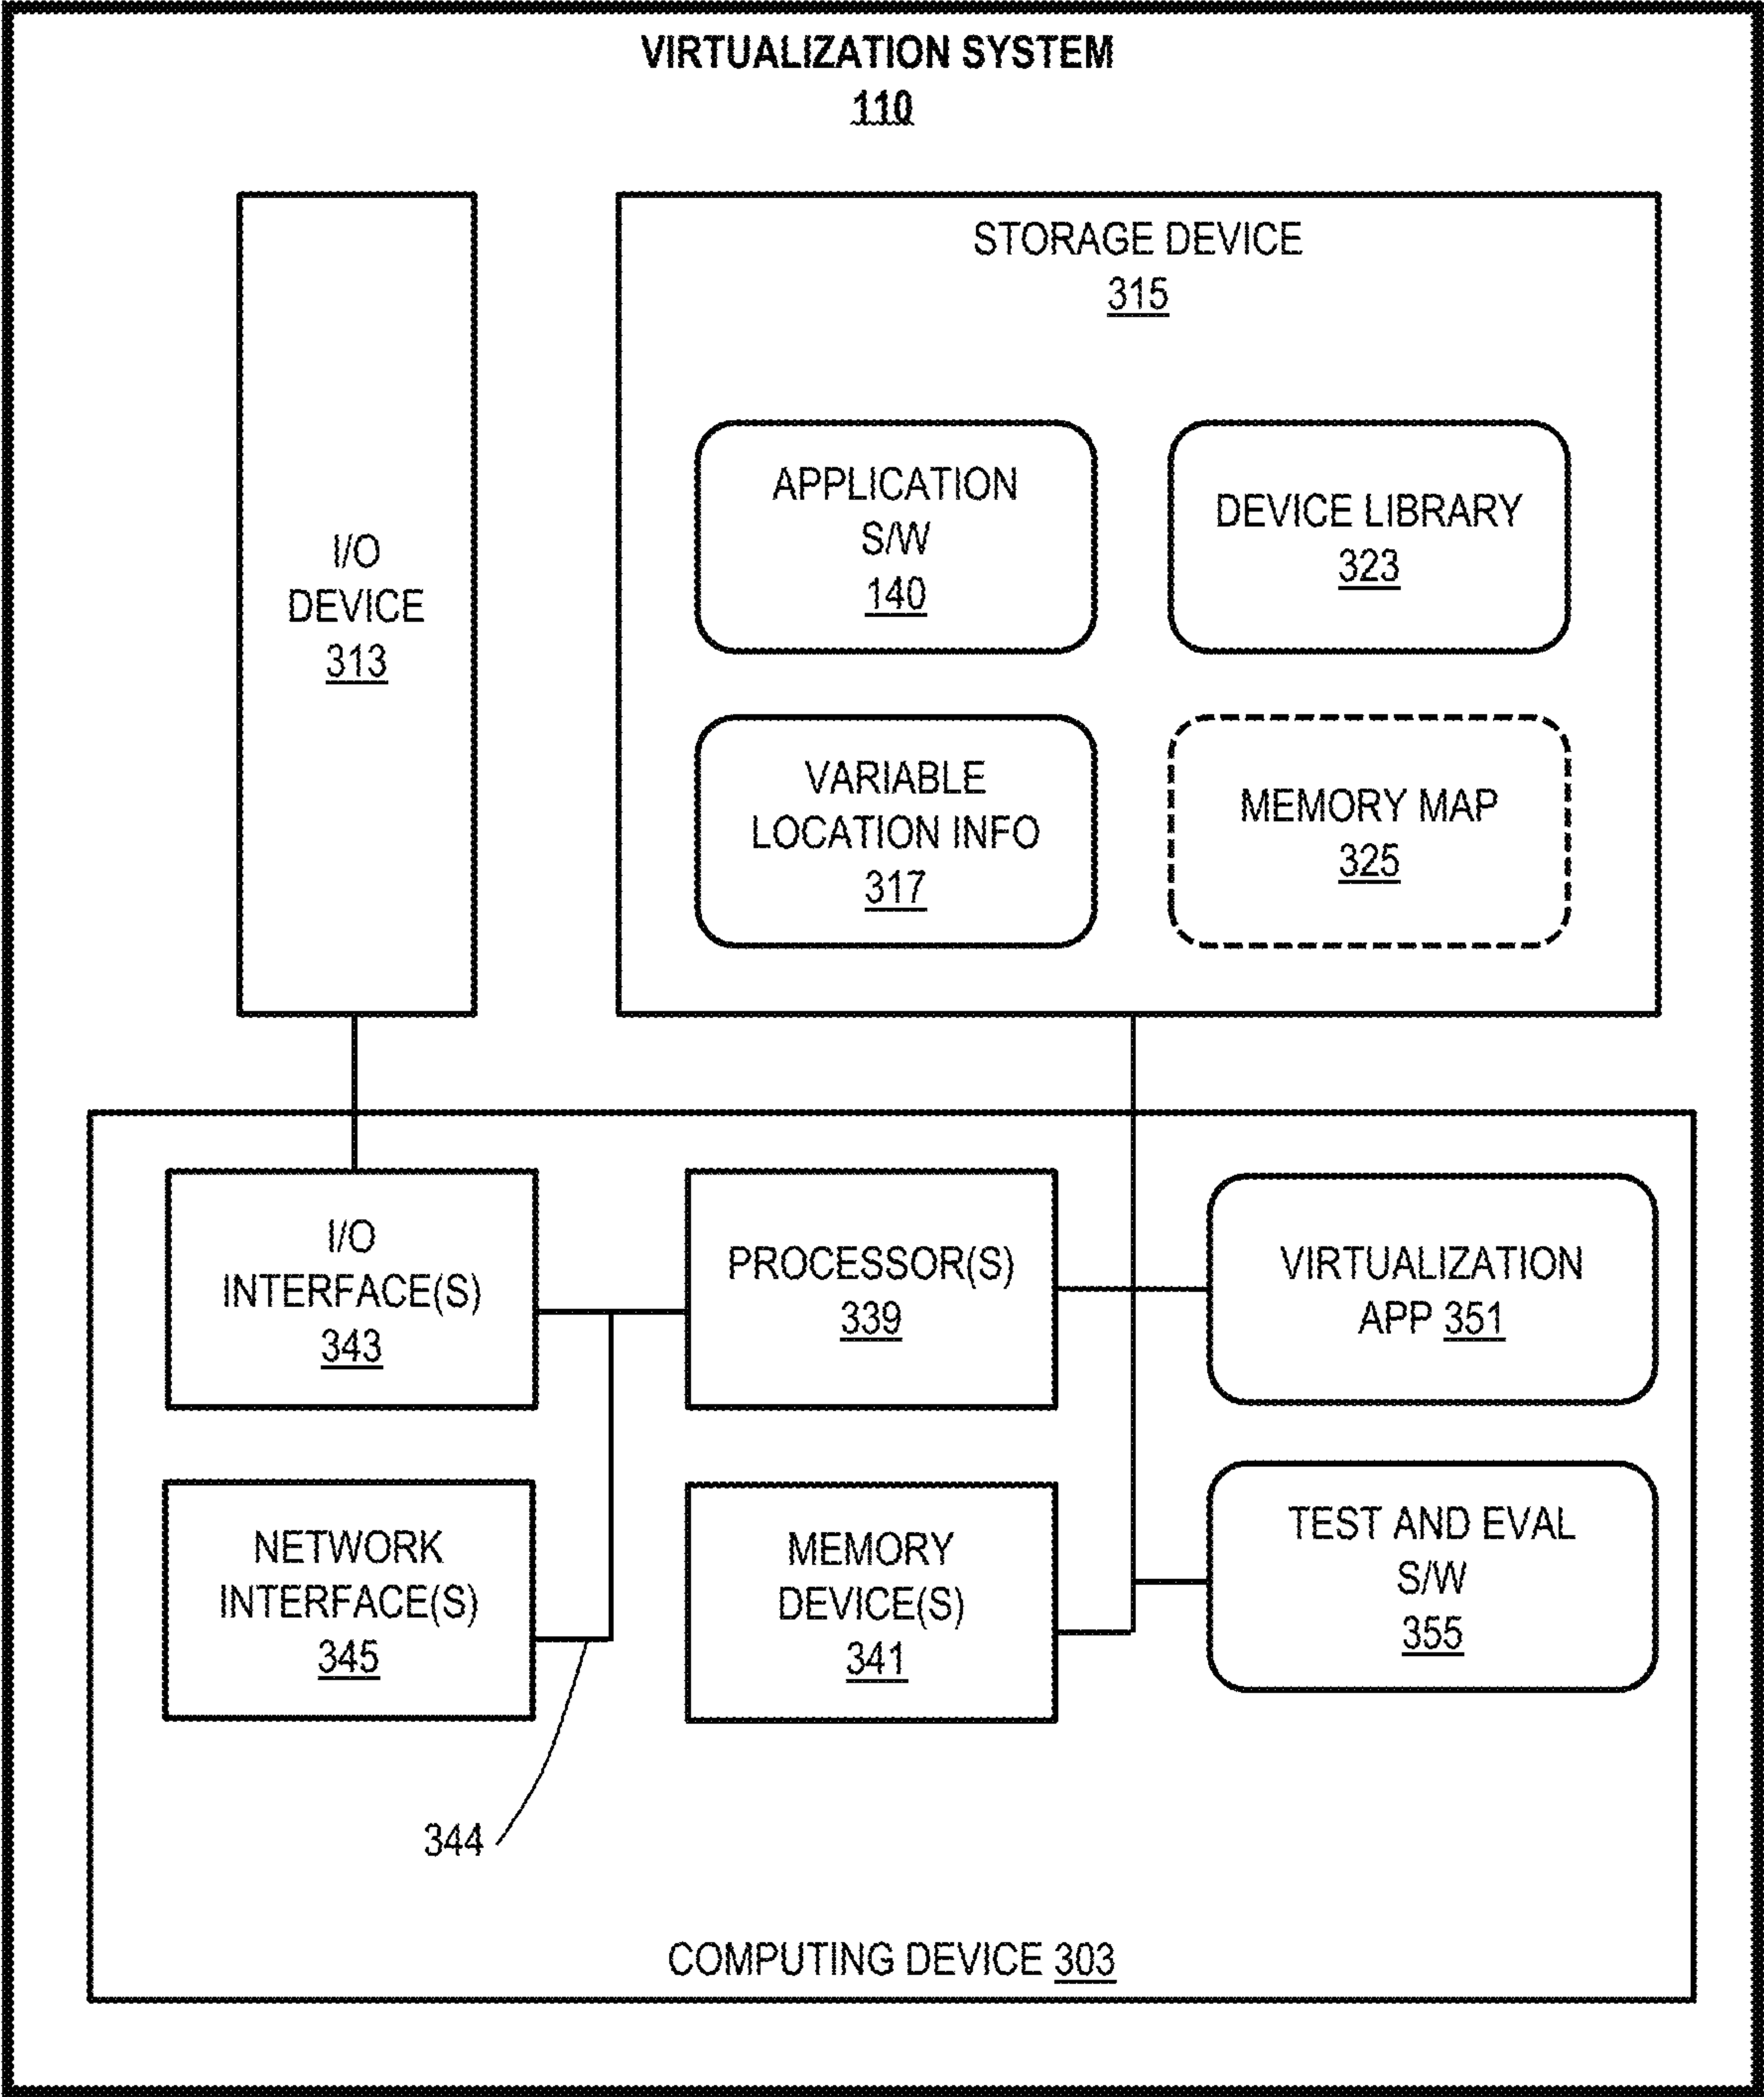 VIRTUALIZATION SYSTEM
110
I/O
DEVICE
313
STORAGE DEVICE
315
APPLICATION
S/W
140
DEVICE LIBRARY
323
VARIABLE
LOCATION INFO
317
MEMORY MAP
325
I/O
INTERFACE(S)
343
PROCESSOR(S)
339
VIRTUALIZATION
APP 351
NETWORK
INTERFACE(S)
345
MEMORY
DEVICE(S)
341
TEST AND EVAL
S/W
355
344
COMPUTING DEVICE 303